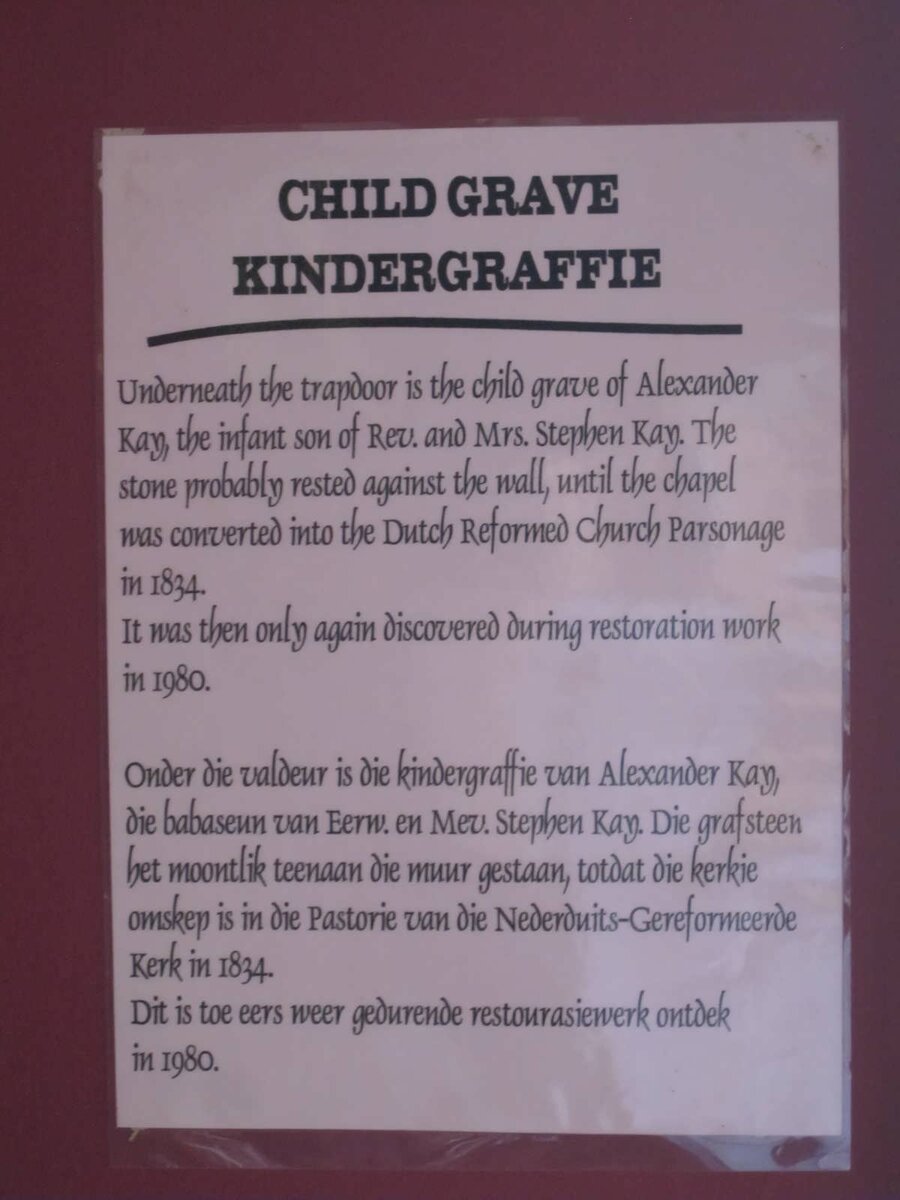 CHILD GRAVE
KINDERGRAFFIE
Underneath the trapdoor is the child grave of Alexander
Kay, the infant son of Rev. and Mrs. Stephen Kay. The
stone probably rested against the wall, until the chapel
was converted into the Dutch Reformed Church Parsonage
in 1834.
It was then only again discovered during restoration work
in 1980.
Onder die valdeur is die kindergraffie van Alexander Kay,
die babaseun van Eerw. en Mev. Stephen Kay. Die grafsteen
het moontlik teenaan die muur gestaan, totdat die kerkie
omskep is in die Pastorie van die Nederduits-Gereformeerde
Kerk in 1834.
Dit is toe eers weer gedurende restourasiewerk ontdek
in 1980.